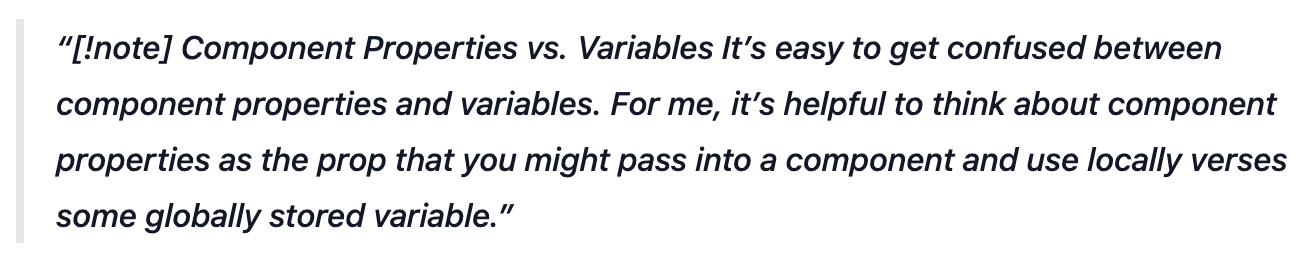 “[!note] Component Properties vs. Variables It’s easy to get confused between
component properties and variables. For me, it’s helpful to think about component
properties as the prop that you might pass into a component and use locally verses
some globally stored variable.”